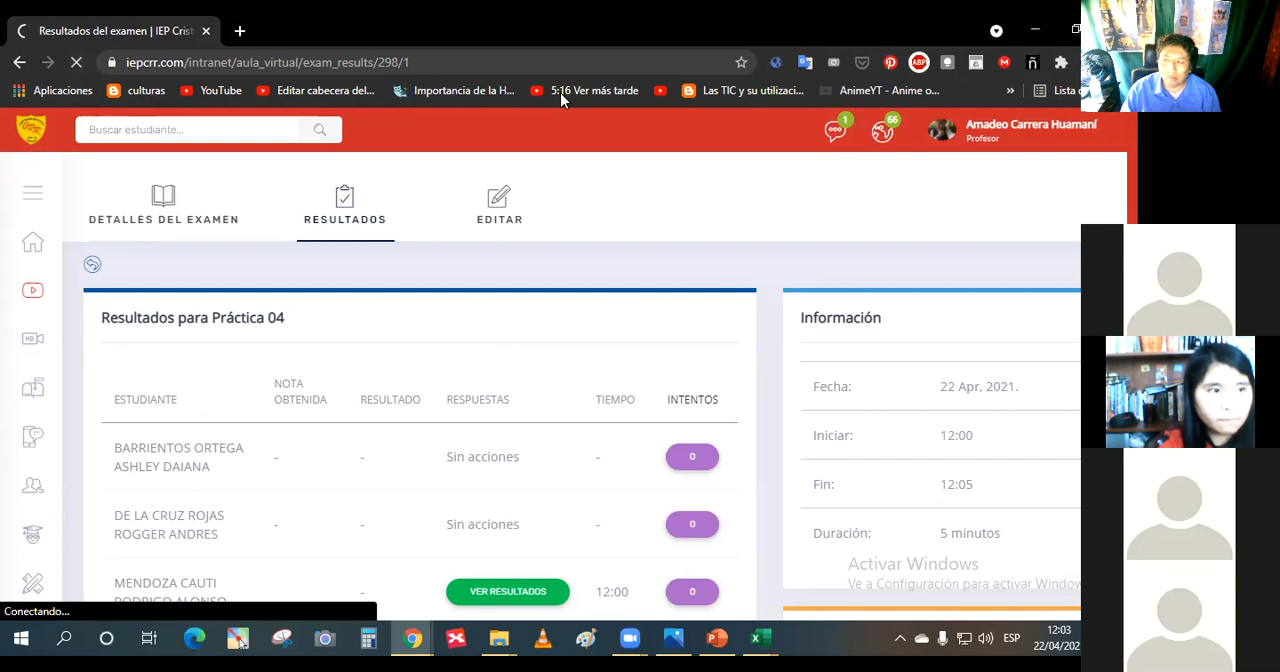 Resultados del examen | IEP Crist
iepcrr.com/intranet/aula_virtual/exam_results/298/1
Aplicaciones culturas YouTube Editar cabecera del... Importancia de la H... 5:16 Ver más tarde Las TIC y su utilizaci... AnimeYT - Anime o... » Lista d
Buscar estudiante... 1 66 Amadeo Carrera Huamaní
Profesor
DETALLES DEL EXAMEN RESULTADOS EDITAR
Resultados para Práctica 04
ESTUDIANTE NOTA OBTENIDA RESULTADO RESPUESTAS TIEMPO INTENTOS
BARRIENTOS ORTEGA ASHLEY DAIANA - - Sin acciones - 0
DE LA CRUZ ROJAS ROGGER ANDRES - - Sin acciones - 0
MENDOZA CAUTI RODRIGO ALONSO - VER RESULTADOS 12:00 0
Información
Fecha: 22 Apr, 2021.
Iniciar: 12:00
Fin: 12:05
Duración: 5 minutos
Activar Windows
Ve a Configuración para activar Window
Conectando...
ESP
12:03
22/04/202